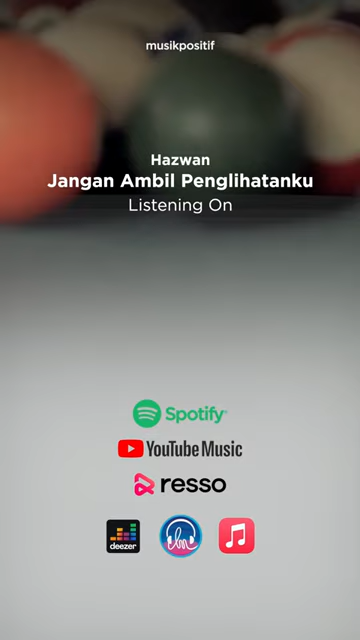 musikpositif
Hazwan
Jangan Ambil Penglihatanku
Listening On
Spotify
YouTube Music
resso
deezer